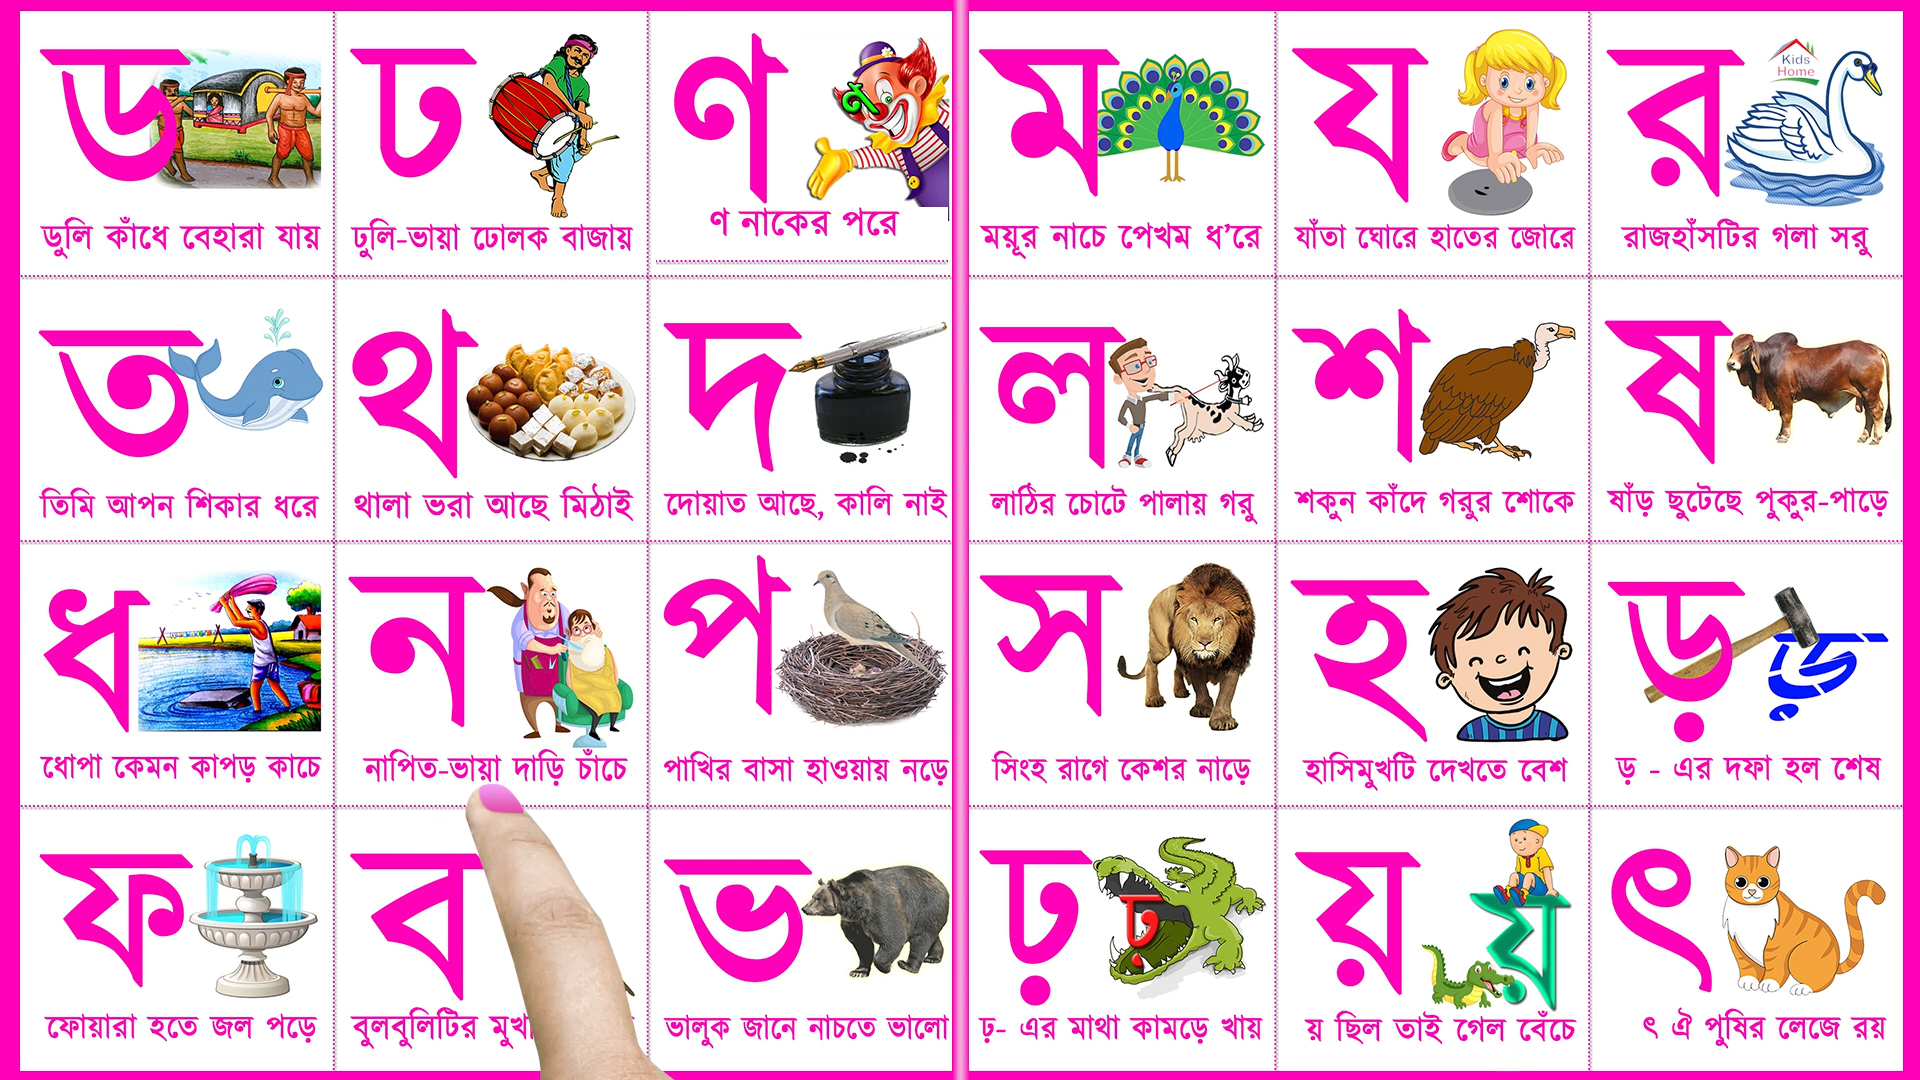 ড
ডুলি কাঁধে বেহারা যায়
ঢ
ঢুলি-ভায়া ঢোলক বাজায়
ণ
ণ
ণ নাকের পরে
ত
তিমি আপন শিকার ধরে
থ
থালা ভরা আছে মিঠাই
দ
দোয়াত আছে, কালি নাই
ধ
ধোপা কেমন কাপড় কাচে
ন
নাপিত-ভায়া দাড়ি চাঁচে
প
পাখির বাসা হাওয়ায় নড়ে
ফ
ফোয়ারা হতে জল পড়ে
ব
বুলবুলিটির
ভ
ভালুক জানে নাচতে ভালো
ম
ময়ূর নাচে পেখম ধ'রে
য
যাঁতা ঘোরে হাতের জোরে
র
Kids
Home
রাজহাঁসটির গলা সরু
ল
লাঠির চোটে পালায় গরু
শ
শকুন কাঁদে গরুর শোকে
ষ
ষাঁড় ছুটেছে পুকুর-পাড়ে
স
সিংহ রাগে কেশর নাড়ে
হ
হাসিমুখটি দেখতে বেশ
ড়
ড়
ড় - এর দফা হল শেষ
ঢ়
ঢ়
ঢ়- এর মাথা কামড়ে খায়
য়
য়
য় ছিল তাই গেল বেঁচে
ৎ
ৎ ঐ পুষির লেজে রয়